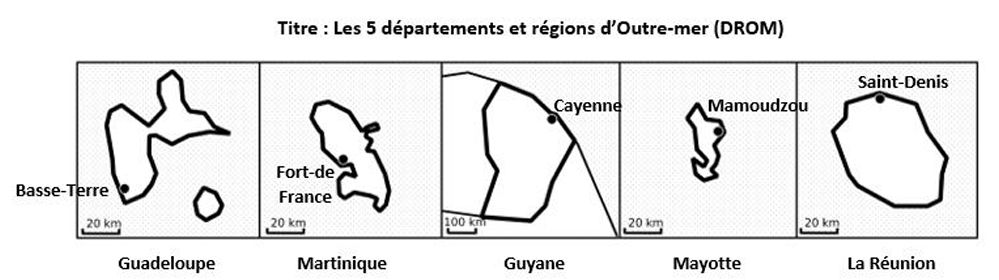 Titre : Les 5 départements et régions d’Outre-mer (DROM)
Basse-Terre
20 km
Guadeloupe
Fort-de
France
20 km
Martinique
Cayenne
100 km
Guyane
Mamoudzou
20 km
Mayotte
Saint-Denis
20 km
La Réunion